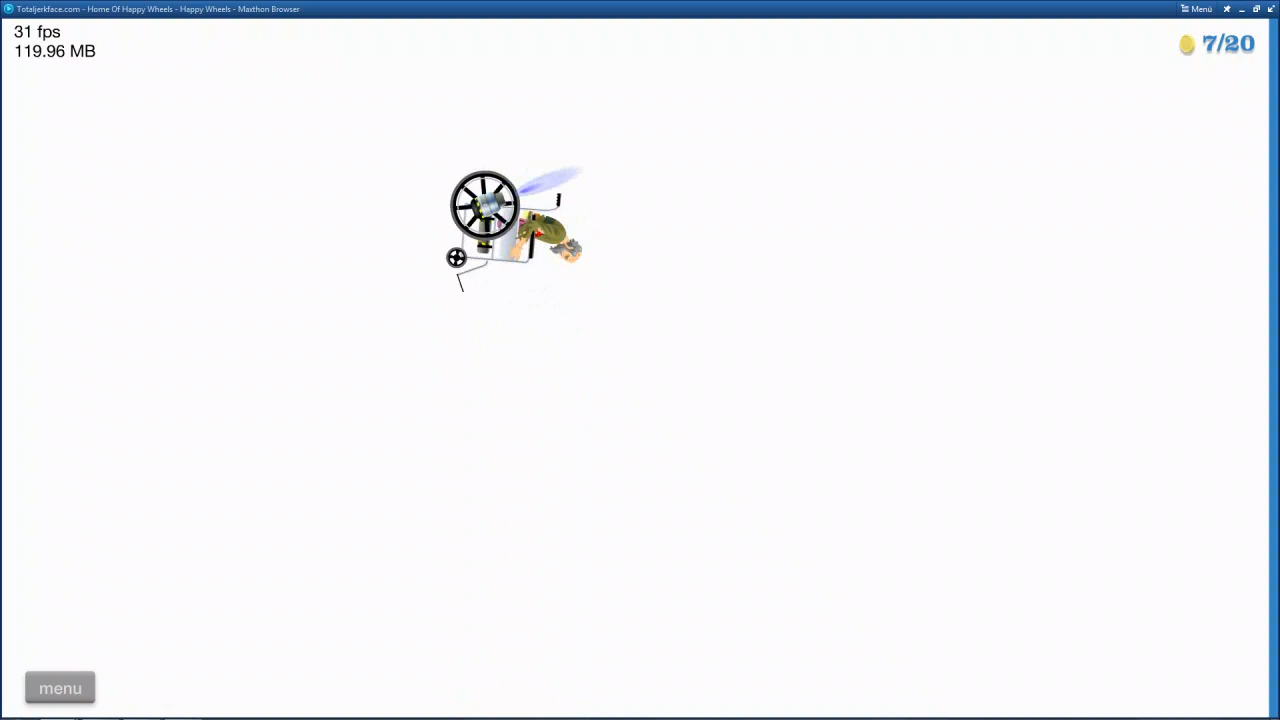 Totaljerkface.com - Home Of Happy Wheels - Happy Wheels - Maxthon Browser
Menü
31 fps
119.96 MB
7/20
menu